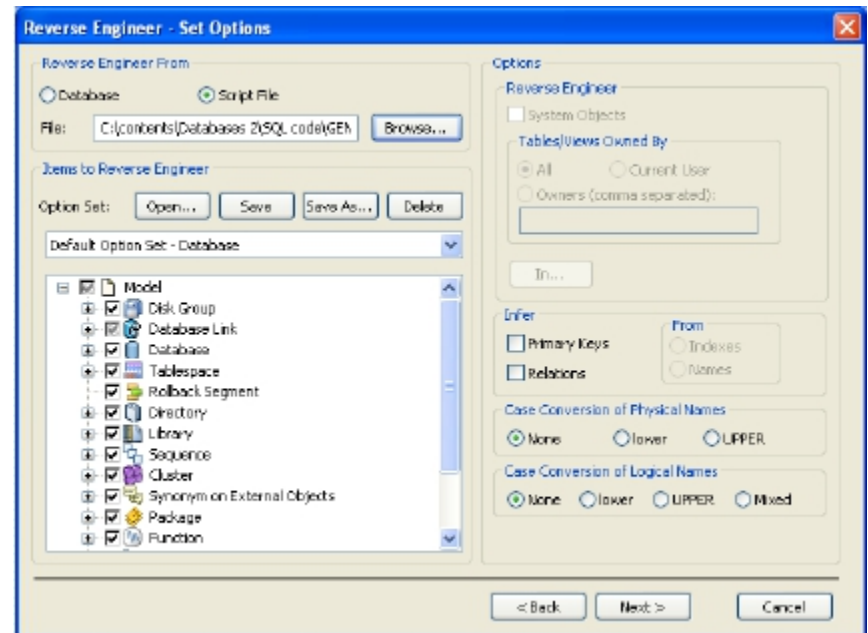 Reverse Engineer - Set Options
Reverse Engineer From
Database
Script File
File:
C:\contents\Databases 2\SQL code\GEN
Browse...
Items to Reverse Engineer
Option Set:
Open...
Save
Save As...
Delete
Default Option Set - Database
Model
Disk Group
Database Link
Database
Tablespace
Rollback Segment
Directory
Library
Sequence
Cluster
Synonym on External Objects
Package
Function
Options
Reverse Engineer
System Objects
Tables/Views Owned By
All
Current User
Owners (comma separated):
In...
Infer
Primary Keys
Relations
From
Indexes
Names
Case Conversion of Physical Names
None
lower
UPPER
Case Conversion of Logical Names
None
lower
UPPER
Mixed
< Back
Next >
Cancel